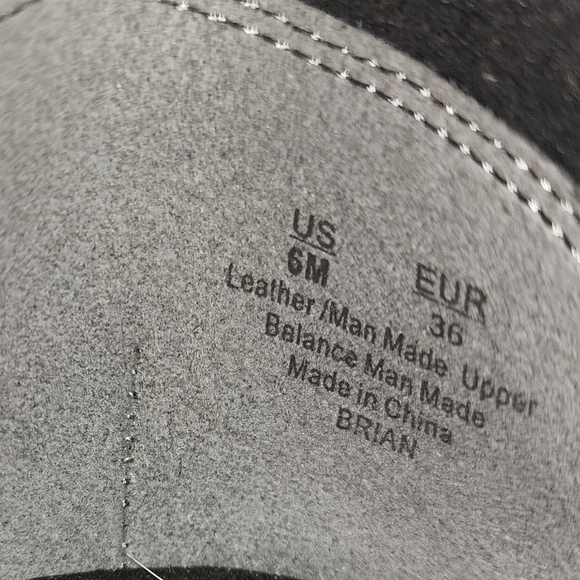 US EUR
6M 36
Leather /Man Made Upper
Balance Man Made
Made in China
BRIAN